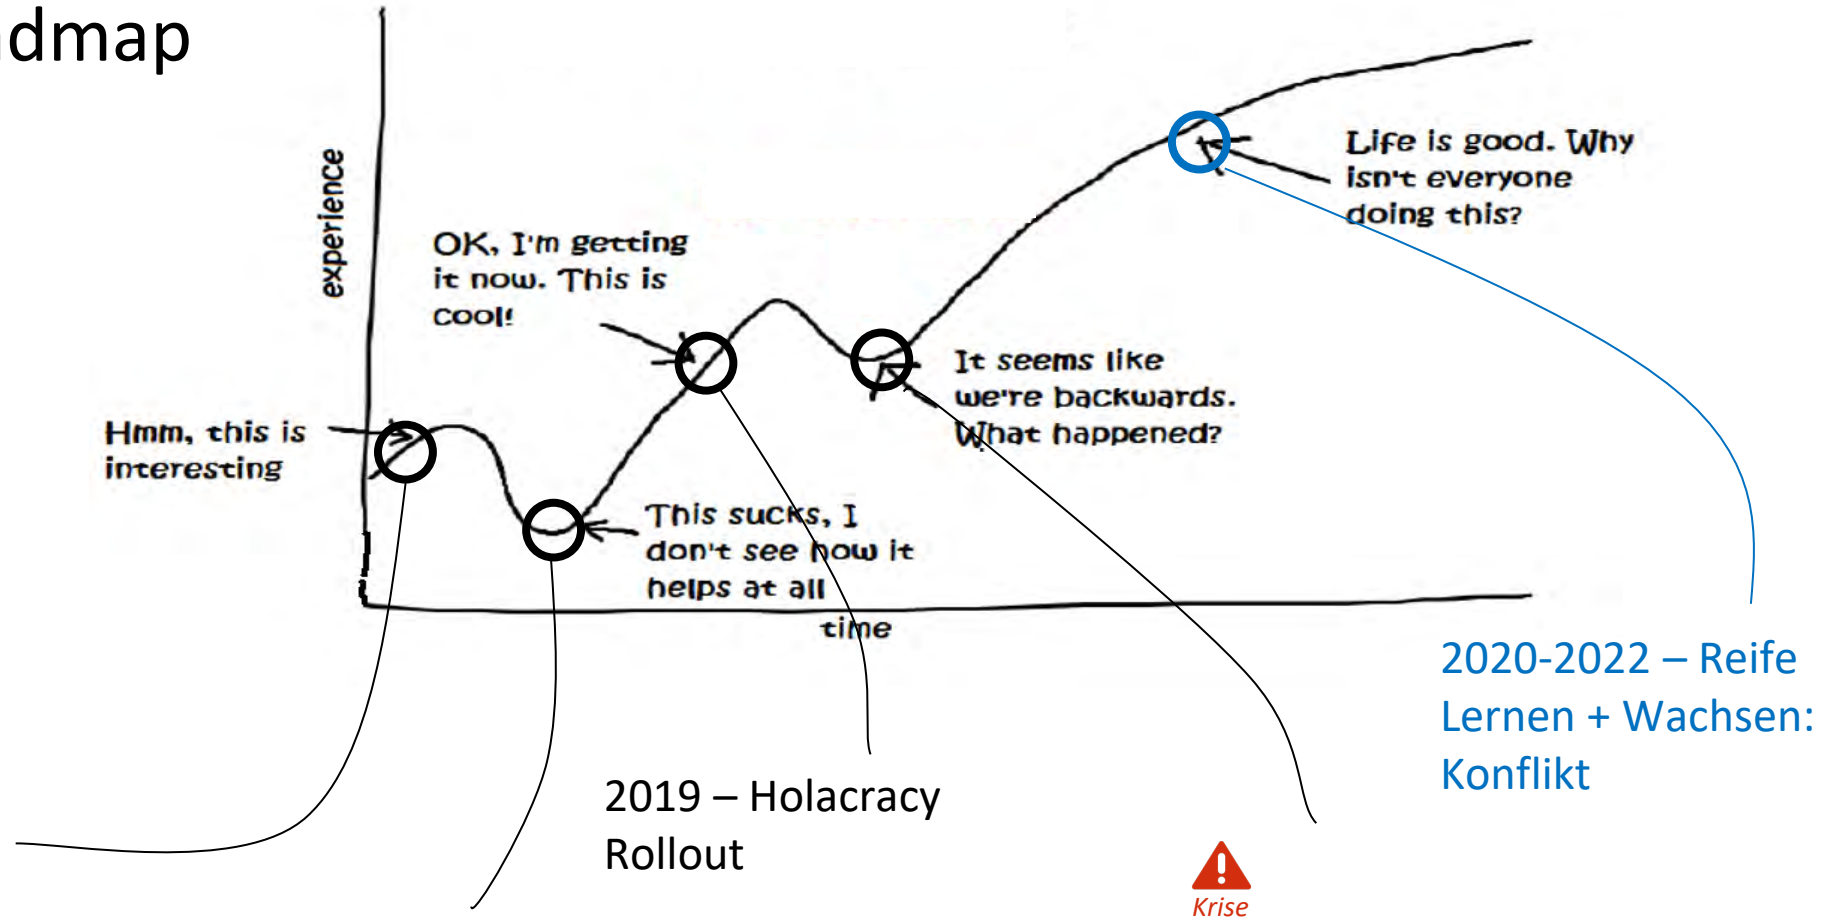 admap
experience
Life is good. Why
isn't everyone
doing this?
OK, I'm getting
it now. This is
cool!
It seems like
we're backwards.
What happened?
Hmm, this is
interesting
This sucks, I
don't see how it
helps at all
time
2020-2022 – Reife
Lernen + Wachsen:
Konflikt
2019 – Holacracy
Rollout
Krise